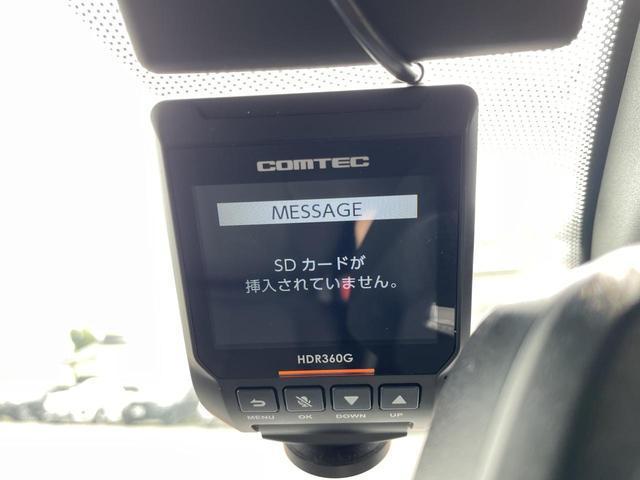 COMTEC
MESSAGE
SDカードが
挿入されていません。
HDR360G
MENU OK DOWN UP